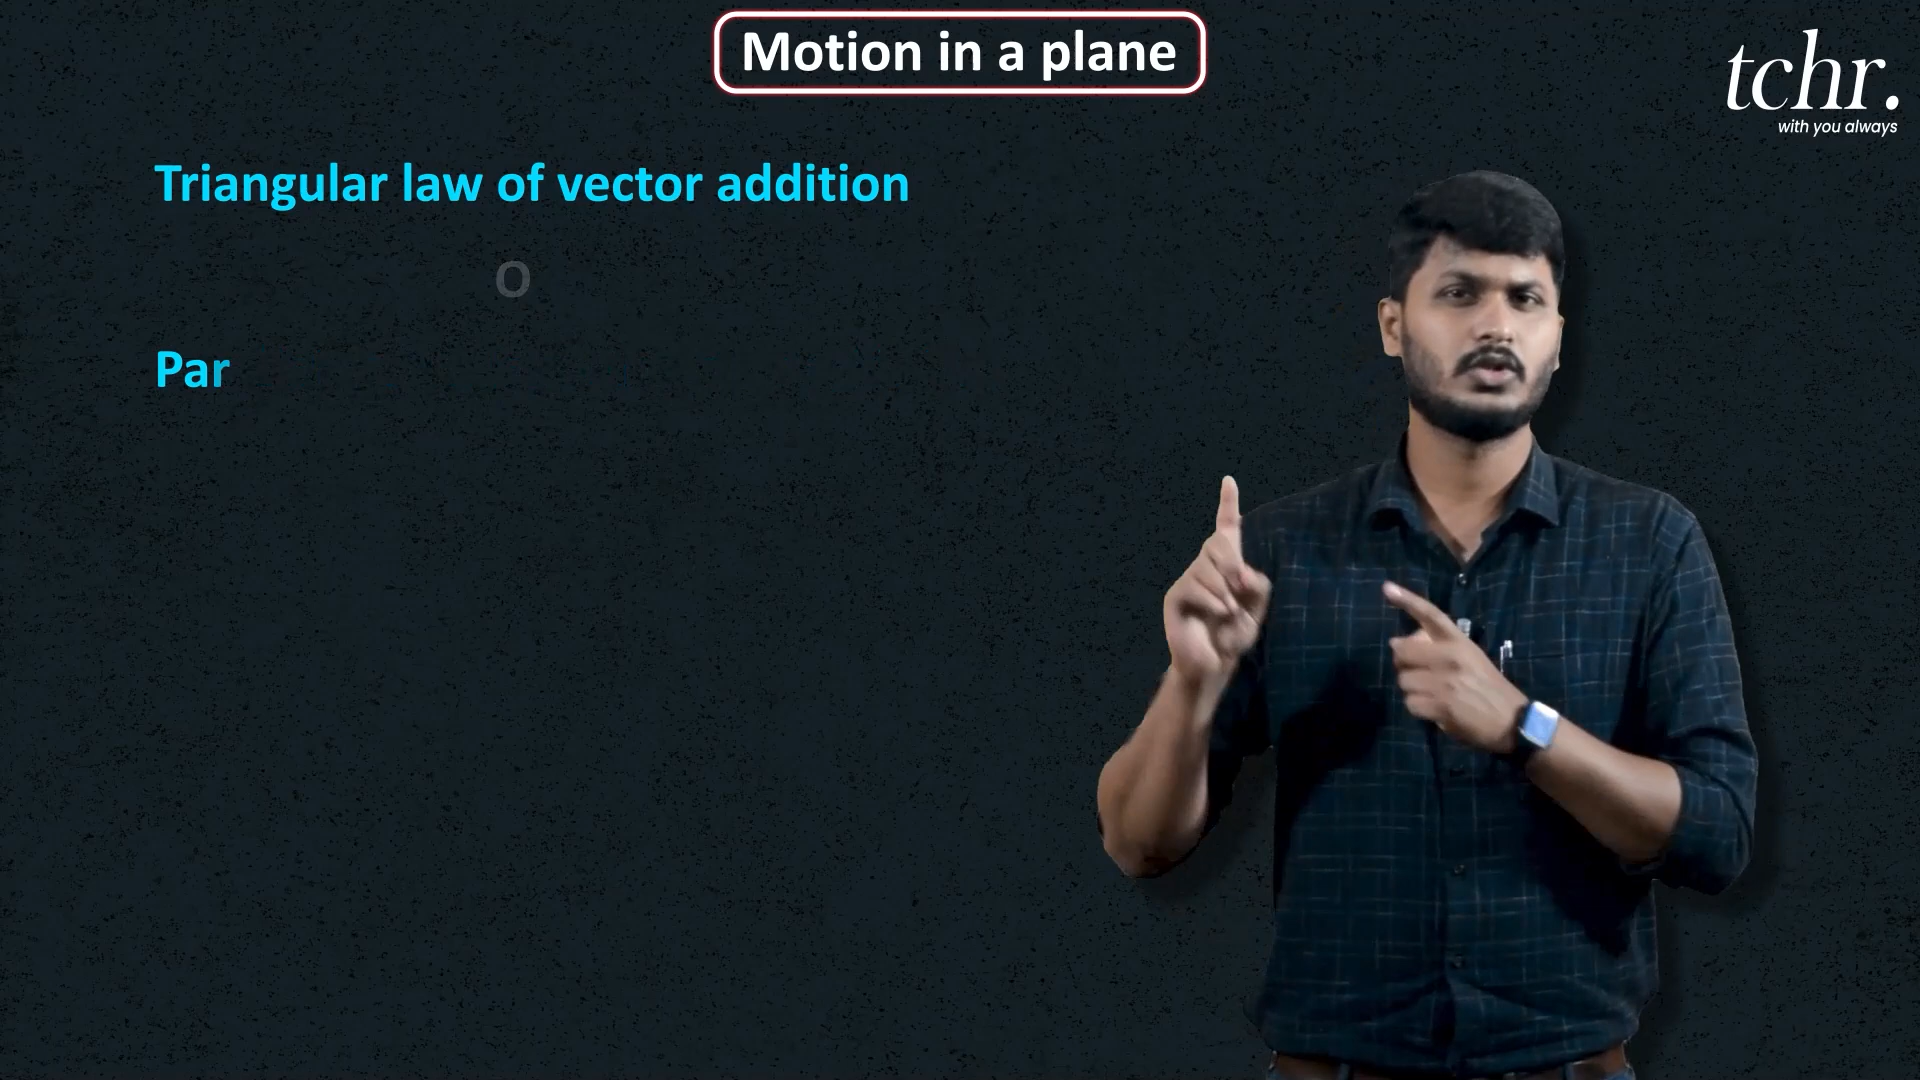 Motion in a plane
tchr.
with you always
Triangular law of vector addition
O
Par